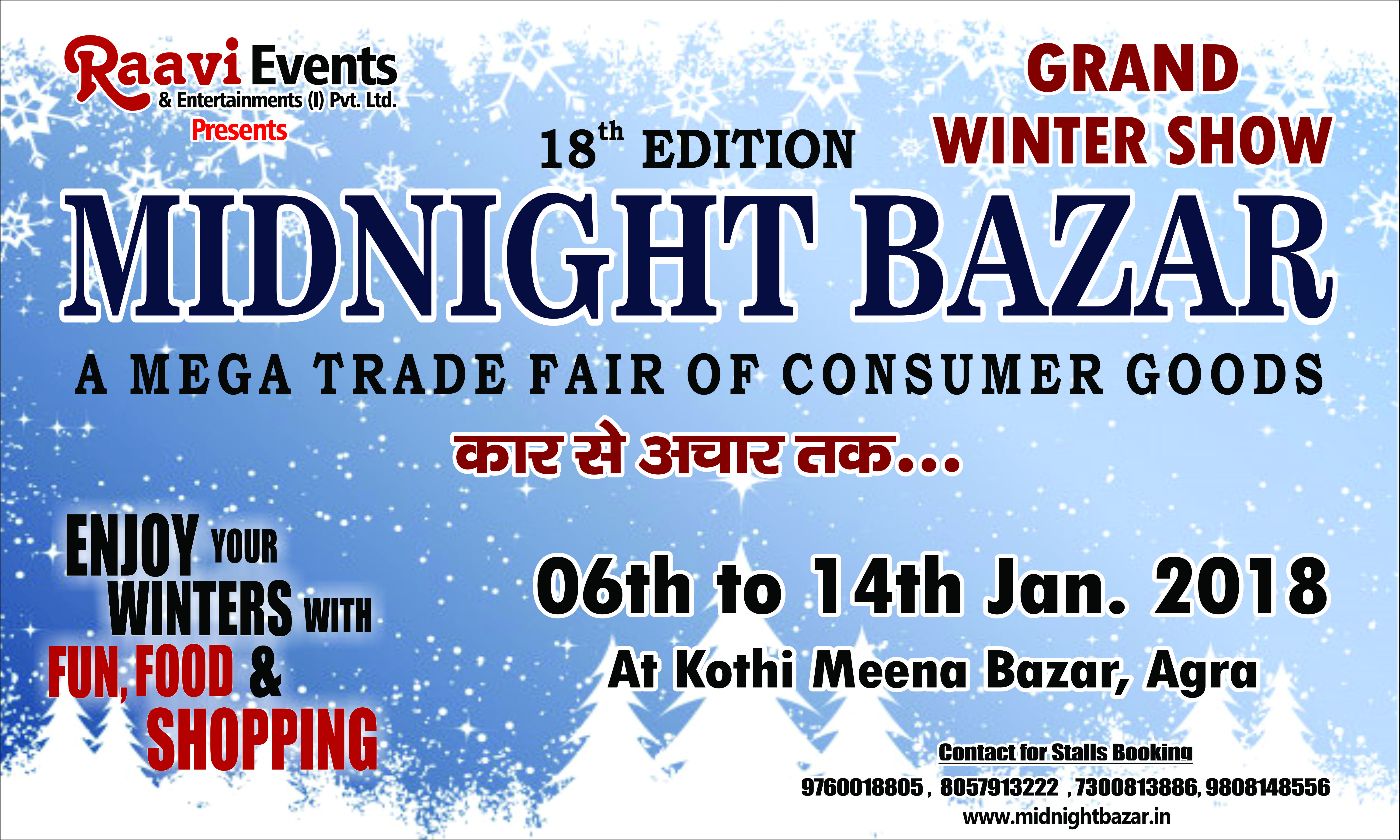 Raavi Events
& Entertainments (I) Pvt. Ltd.
Presents
GRAND
WINTER SHOW
18th EDITION
MIDNIGHT BAZAR
A MEGA TRADE FAIR OF CONSUMER GOODS
कार से अचार तक...
ENJOY YOUR
WINTERS WITH
FUN, FOOD &
SHOPPING
06th to 14th Jan. 2018
At Kothi Meena Bazar, Agra
Contact for Stalls Booking
9760018805 , 8057913222 , 7300813886, 9808148556
www.midnightbazar.in